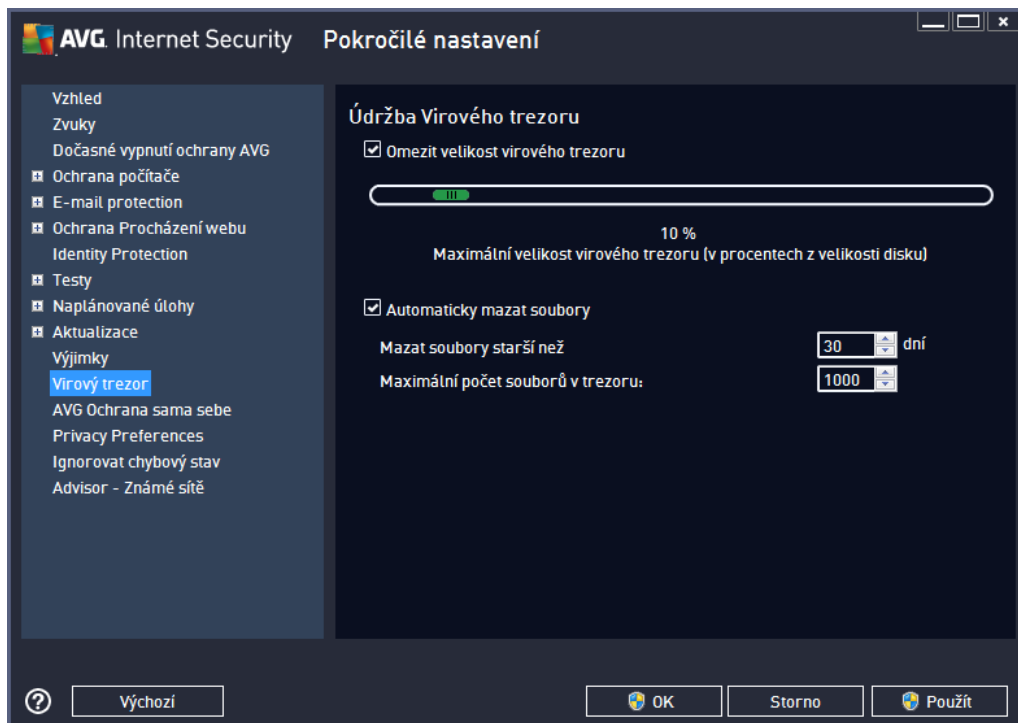 AVG. Internet Security
Pokročilé nastavení
Vzhled
Zvuky
Dočasné vypnutí ochrany AVG
Ochrana počítače
E-mail protection
Ochrana Procházení webu
Identity Protection
Testy
Naplánované úlohy
Aktualizace
Výjimky
Virový trezor
AVG Ochrana sama sebe
Privacy Preferences
Ignorovat chybový stav
Advisor - Známé sítě
Údržba Virového trezoru
Omezit velikost virového trezoru
10 %
Maximální velikost virového trezoru (v procentech z velikosti disku)
Automaticky mazat soubory
Mazat soubory starší než 30 dní
Maximální počet souborů v trezoru: 1000
? Výchozí OK Storno Použít